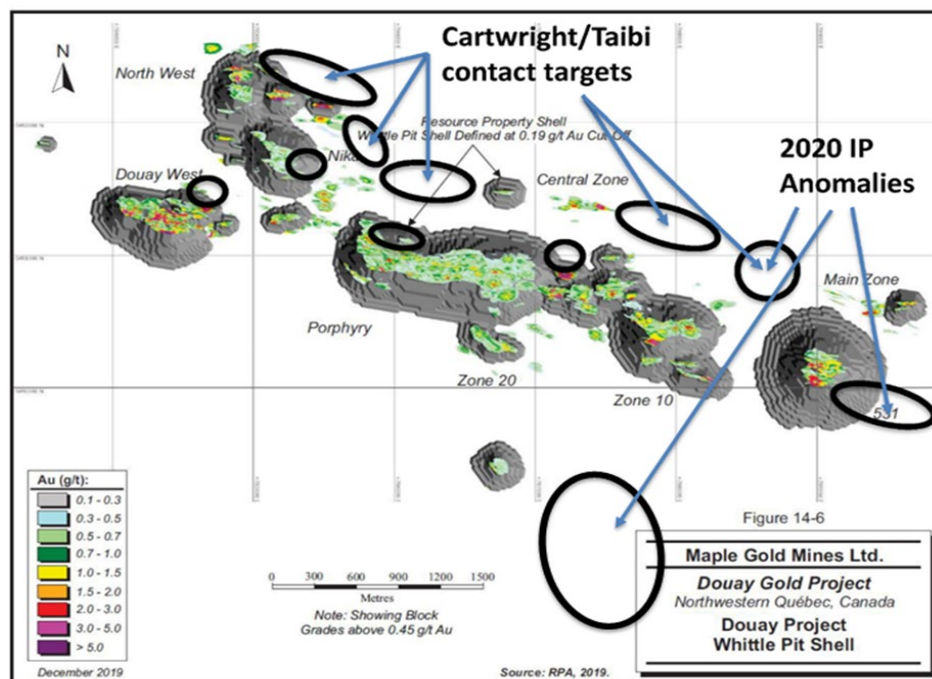 Cartwright/Taibi
contact targets
N
North West
Resource Property Shell
Whittle Pit Shell Defined at 0.19 g/t Au Cut Off
2020 IP
Anomalies
Nika
Douay West
Central Zone
Main Zone
Porphyry
Zone 20
Zone 10
531
Au (g/t):
0.1 - 0.3
0.3 - 0.5
0.5 - 0.7
0.7 - 1.0
1.0 - 1.5
1.5 - 2.0
2.0 - 3.0
3.0 - 5.0
> 5.0
0 300 600 900 1200 1500
Metres
Note: Showing Block
Grades above 0.45 g/t Au
Figure 14-6
Maple Gold Mines Ltd.
Douay Gold Project
Northwestern Québec, Canada
Douay Project
Whittle Pit Shell
December 2019
Source: RPA, 2019.